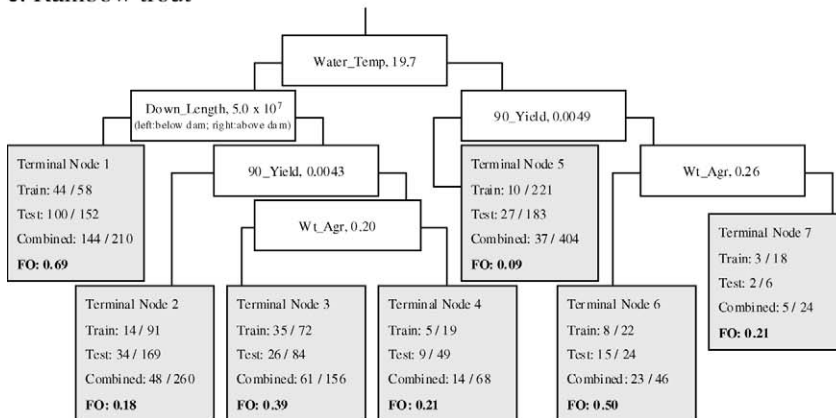 Water_Temp, 19.7
Down_Length, 5.0 x 10⁷
(left:below dam; right:above dam)
90_Yield, 0.0049
Terminal Node 1
Train: 44 / 58
Test: 100 / 152
Combined: 144 / 210
FO: 0.69
90_Yield, 0.0043
Terminal Node 5
Train: 10 / 221
Test: 27 / 183
Combined: 37 / 404
FO: 0.09
Wt_Agr, 0.26
Wt_Agr, 0.20
Terminal Node 7
Train: 3 / 18
Test: 2 / 6
Combined: 5 / 24
FO: 0.21
Terminal Node 2
Train: 14 / 91
Test: 34 / 169
Combined: 48 / 260
FO: 0.18
Terminal Node 3
Train: 35 / 72
Test: 26 / 84
Combined: 61 / 156
FO: 0.39
Terminal Node 4
Train: 5 / 19
Test: 9 / 49
Combined: 14 / 68
FO: 0.21
Terminal Node 6
Train: 8 / 22
Test: 15 / 24
Combined: 23 / 46
FO: 0.50